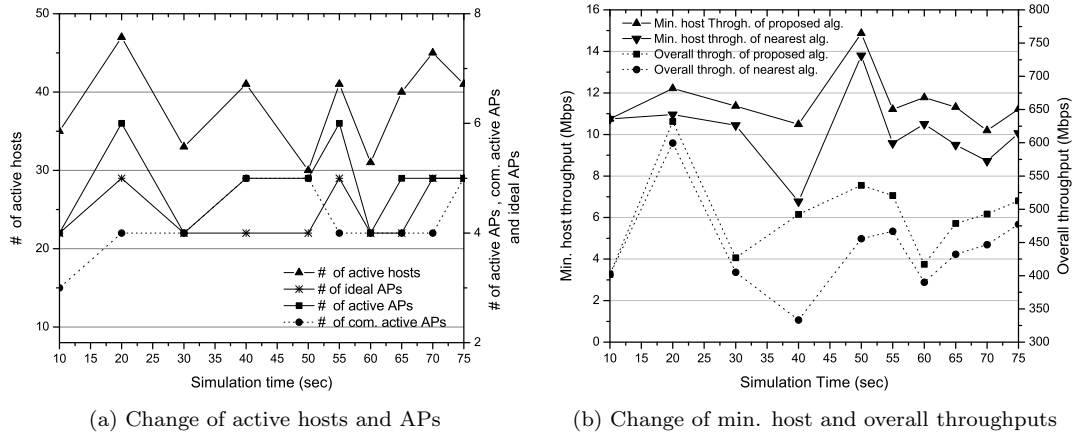 50
40
30
20
10
# of active hosts
8
6
4
2
# of active APs , com. active APs
and ideal APs
# of active hosts
# of ideal APs
# of active APs
# of com. active APs
10 15 20 25 30 35 40 45 50 55 60 65 70 75
Simulation time (sec)
(a) Change of active hosts and APs
16
14
12
10
8
6
4
2
0
Min. host throughput (Mbps)
Min. host Throgh. of proposed alg.
Min. host throgh. of nearest alg.
Overall throgh. of proposed alg.
Overall throgh. of nearest alg.
800
750
700
650
600
550
500
450
400
350
300
Overall throughput (Mbps)
10 15 20 25 30 35 40 45 50 55 60 65 70 75
Simulation Time (sec)
(b) Change of min. host and overall throughputs